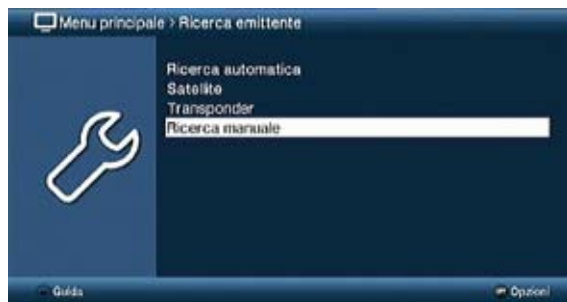 Menu principale > Ricerca emittente
Ricerca automatica
Satellite
Transponder
Ricerca manuale
Guida
Opzioni